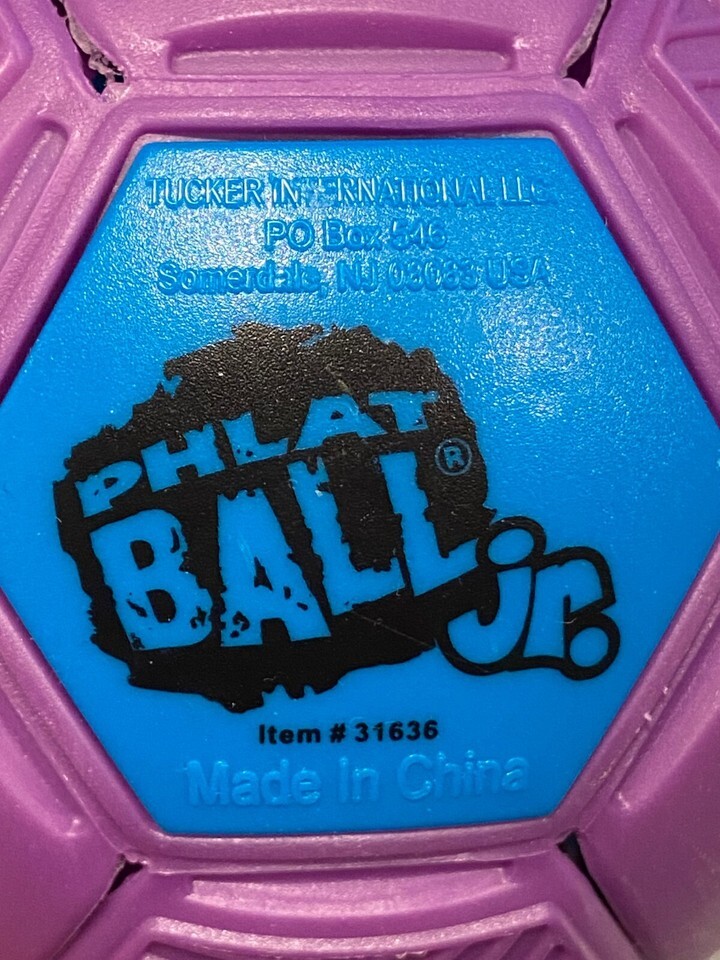 TUCKER INTERNATIONAL LLC
PO Box 546
Somerdale, NJ 08083 USA
PHLAT
BALL®
jr.
Item # 31636
Made In China